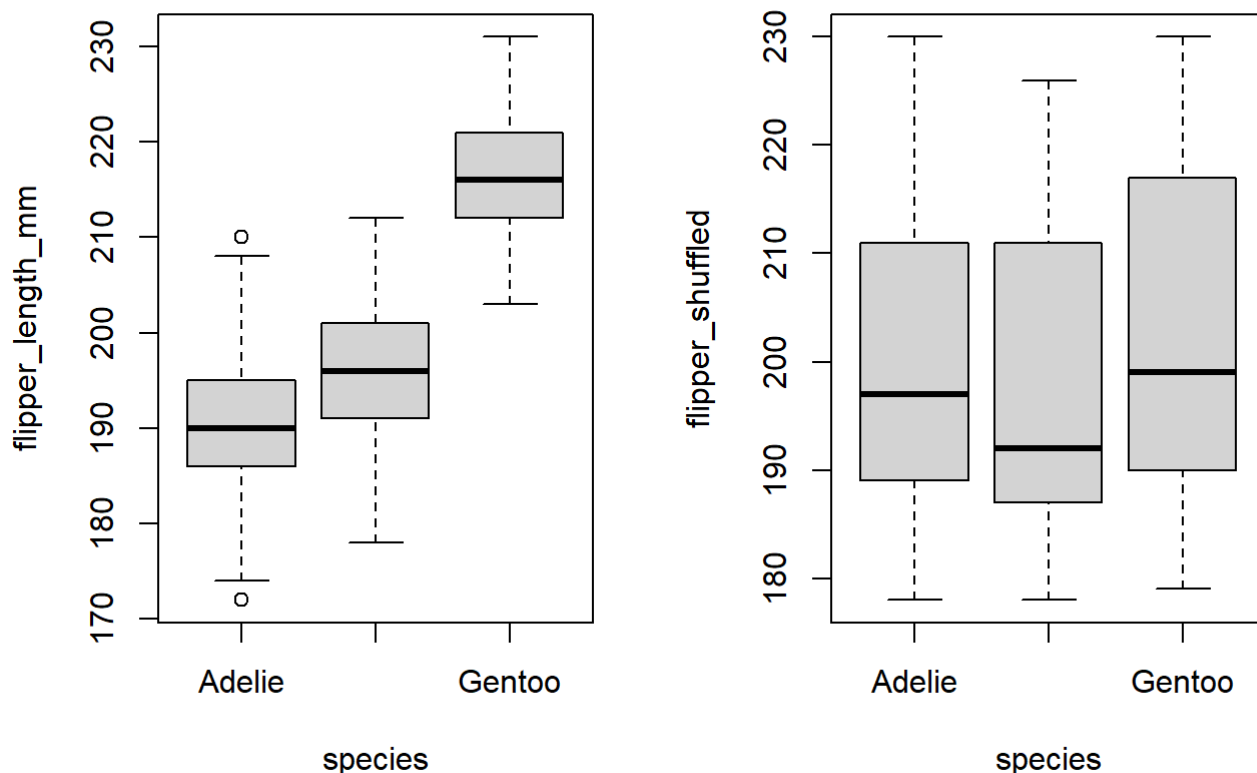 flipper_length_mm
230
220
210
200
190
180
170
Adelie Gentoo
species
flipper_shuffled
230
220
210
200
190
180
Adelie Gentoo
species